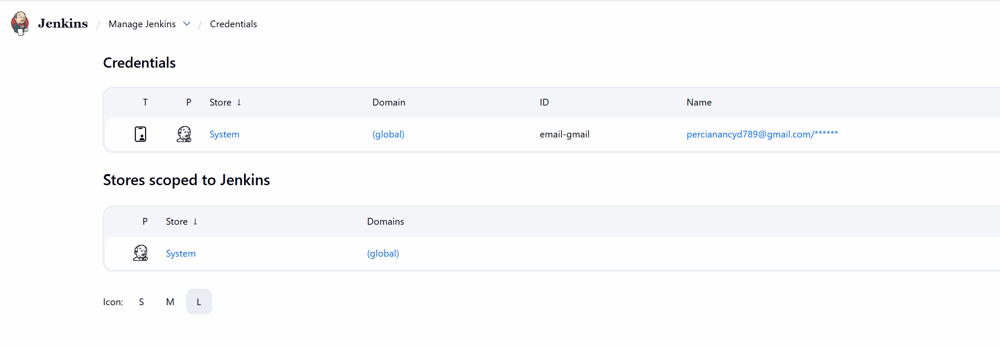 Jenkins / Manage Jenkins / Credentials
Credentials
T P Store ↓ Domain ID Name
System (global) email-gmail percianancyd789@gmail.com/******
Stores scoped to Jenkins
P Store ↓ Domains
System (global)
Icon: S M L